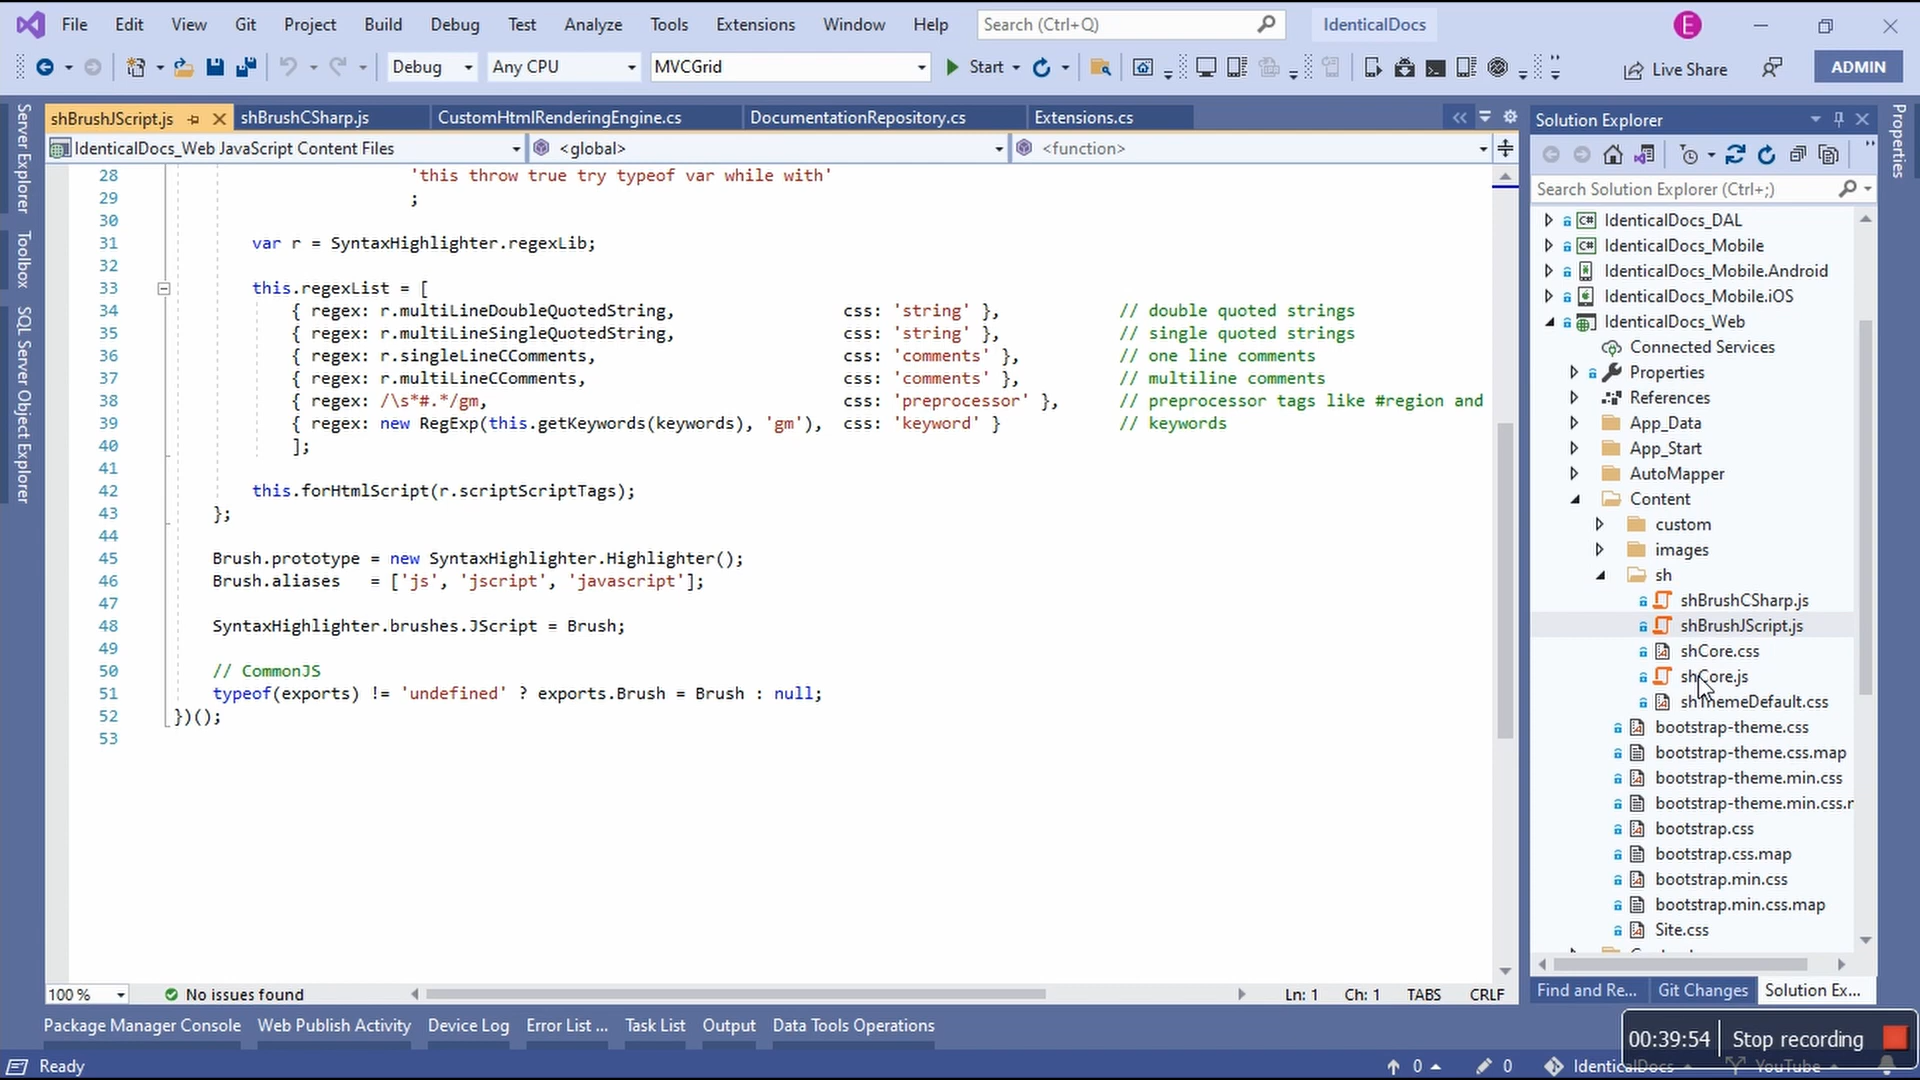 File Edit View Git Project Build Debug Test Analyze Tools Extensions Window Help Search (Ctrl+Q) IdenticalDocs E
Debug Any CPU MVCGrid Start Live Share ADMIN
Server Explorer
Toolbox
SQL Server Object Explorer
shBrushJScript.js shBrushCSharp.js CustomHtmlRenderingEngine.cs DocumentationRepository.cs Extensions.cs
IdenticalDocs_Web JavaScript Content Files <global> <function>
28 'this throw true try typeof var while with'
29 ;
30
31 var r = SyntaxHighlighter.regexLib;
32
33 this.regexList = [
34 { regex: r.multiLineDoubleQuotedString, css: 'string' }, // double quoted strings
35 { regex: r.multiLineSingleQuotedString, css: 'string' }, // single quoted strings
36 { regex: r.singleLineCComments, css: 'comments' }, // one line comments
37 { regex: r.multiLineCComments, css: 'comments' }, // multiline comments
38 { regex: /\s*#.*/gm, css: 'preprocessor' }, // preprocessor tags like #region and
39 { regex: new RegExp(this.getKeywords(keywords), 'gm'), css: 'keyword' } // keywords
40 ];
41
42 this.forHtmlScript(r.scriptScriptTags);
43 };
44
45 Brush.prototype = new SyntaxHighlighter.Highlighter();
46 Brush.aliases = ['js', 'jscript', 'javascript'];
47
48 SyntaxHighlighter.brushes.JScript = Brush;
49
50 // CommonJS
51 typeof(exports) != 'undefined' ? exports.Brush = Brush : null;
52 })();
53
100 % No issues found Ln: 1 Ch: 1 TABS CRLF
Solution Explorer
Search Solution Explorer (Ctrl+;)
IdenticalDocs_DAL
IdenticalDocs_Mobile
IdenticalDocs_Mobile.Android
IdenticalDocs_Mobile.iOS
IdenticalDocs_Web
Connected Services
Properties
References
App_Data
App_Start
AutoMapper
Content
custom
images
sh
shBrushCSharp.js
shBrushJScript.js
shCore.css
shCore.js
shThemeDefault.css
bootstrap-theme.css
bootstrap-theme.css.map
bootstrap-theme.min.css
bootstrap-theme.min.css.r
bootstrap.css
bootstrap.css.map
bootstrap.min.css
bootstrap.min.css.map
Site.css
Find and Re... Git Changes Solution Ex...
Properties
Package Manager Console Web Publish Activity Device Log Error List ... Task List Output Data Tools Operations
00:39:54 Stop recording
Ready 0 0 IdenticalDocs YouTube